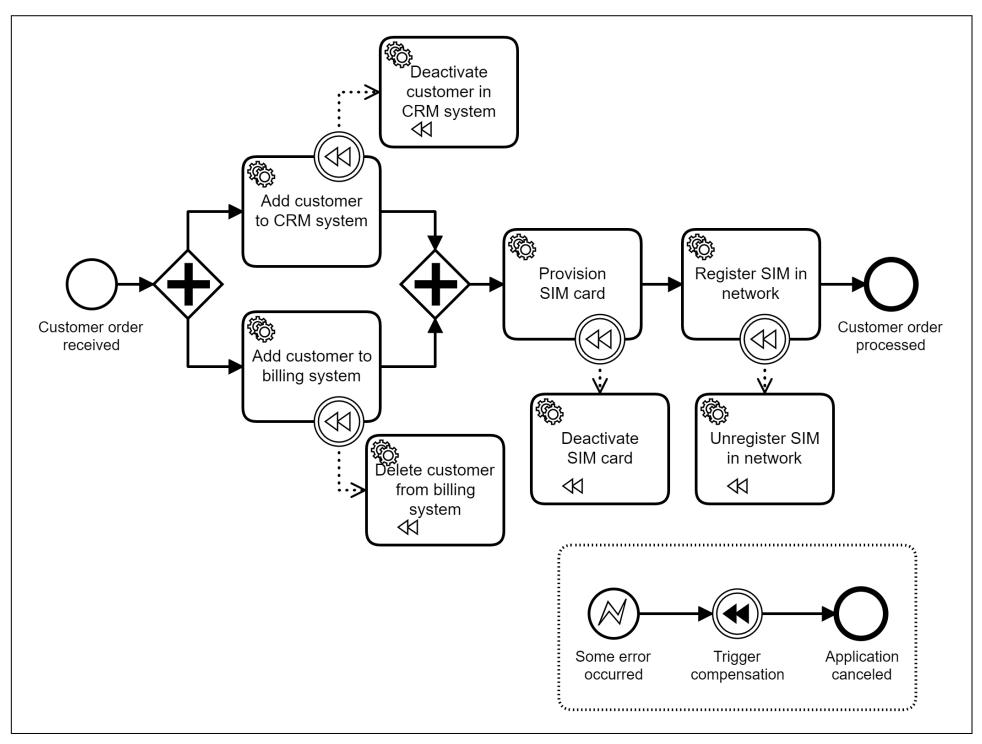 Deactivate
customer in
CRM system
Add customer
to CRM system
Customer order
received
Add customer to
billing system
Delete customer
from billing
system
Provision
SIM card
Register SIM in
network
Customer order
processed
Deactivate
SIM card
Unregister SIM
in network
Some error
occurred
Trigger
compensation
Application
canceled